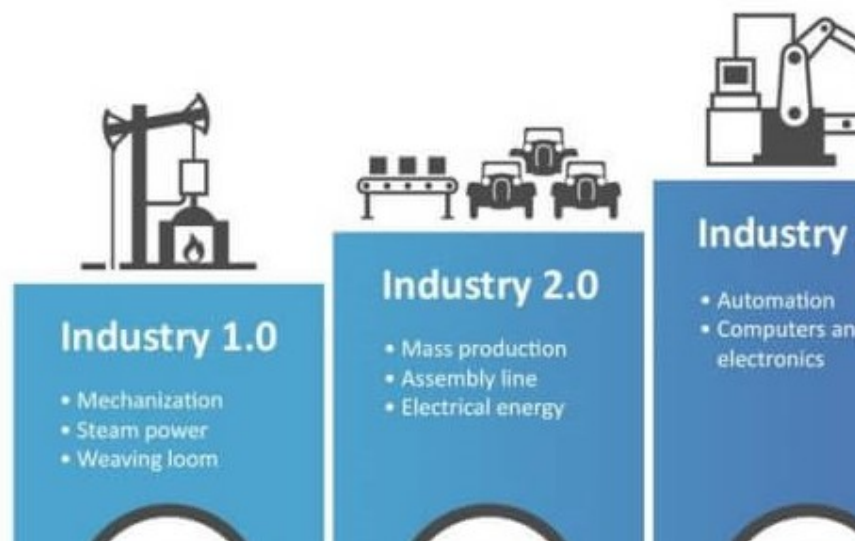 Industry 1.0
• Mechanization
• Steam power
• Weaving loom
Industry 2.0
• Mass production
• Assembly line
• Electrical energy
Industry
• Automation
• Computers an
electronics